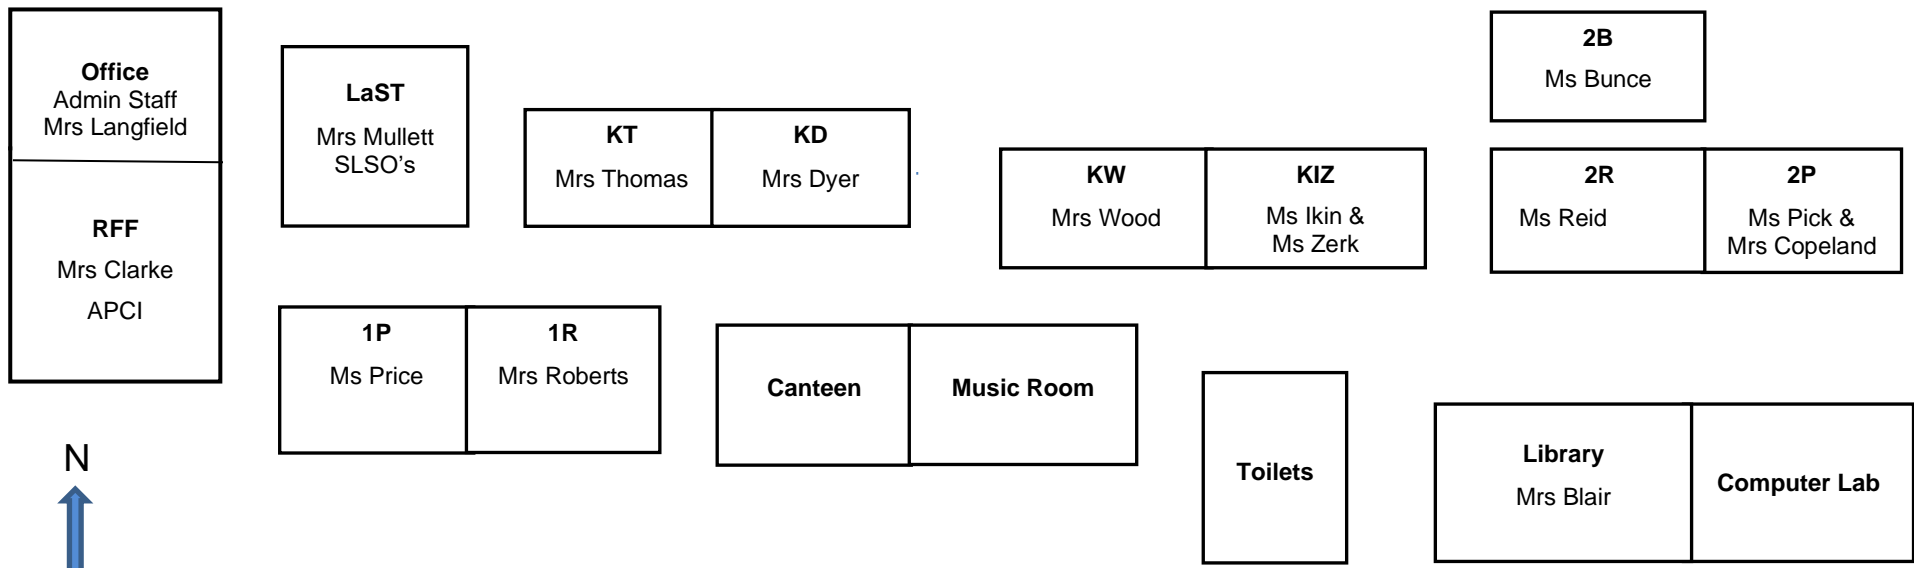 Office
Admin Staff
Mrs Langfield
RFF
Mrs Clarke
APCI
LaST
Mrs Mullett
SLSO’s
KT
Mrs Thomas
KD
Mrs Dyer
KW
Mrs Wood
KIZ
Ms Ikin &
Ms Zerk
2B
Ms Bunce
2R
Ms Reid
2P
Ms Pick &
Mrs Copeland
1P
Ms Price
1R
Mrs Roberts
Canteen
Music Room
Toilets
Library
Mrs Blair
Computer Lab
N